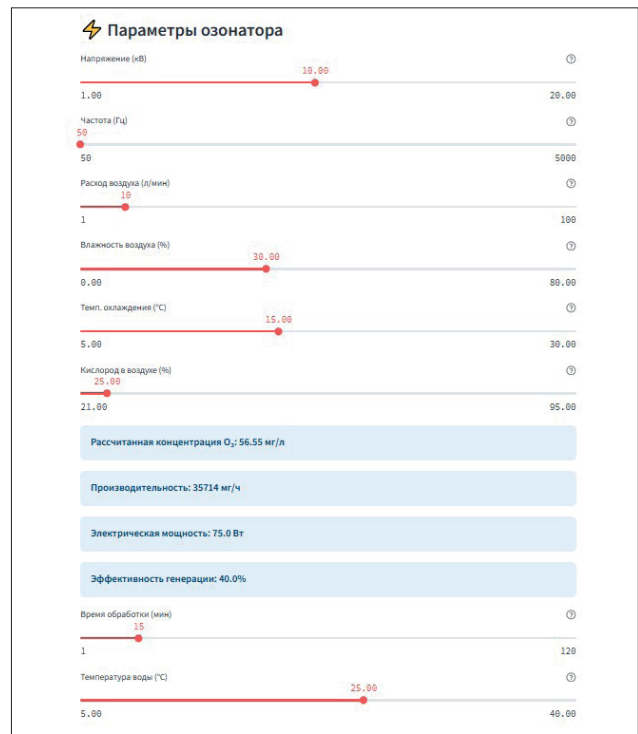 ⚡ Параметры озонатора
Напряжение (кВ)
10.00
1.00 20.00
Частота (Гц)
50
50 5000
Расход воздуха (л/мин)
10
1 100
Влажность воздуха (%)
30.00
0.00 80.00
Темп. охлаждения (°C)
15.00
5.00 30.00
Кислород в воздухе (%)
25.00
21.00 95.00
Рассчитанная концентрация O₃: 56.55 мг/л
Производительность: 35714 мг/ч
Электрическая мощность: 75.0 Вт
Эффективность генерации: 40.0%
Время обработки (мин)
15
1 120
Температура воды (°C)
25.00
5.00 40.00